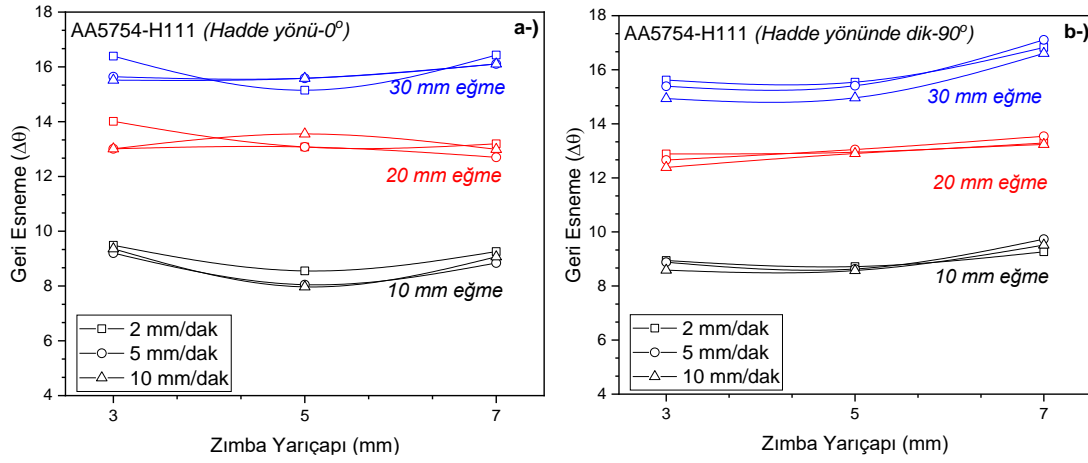 AA5754-H111 (Hadde yönü-0°) a-)
18
16
14
12
10
8
6
4
Geri Esneme (Δθ)
30 mm eğme
20 mm eğme
10 mm eğme
2 mm/dak
5 mm/dak
10 mm/dak
3 5 7
Zımba Yarıçapı (mm)
AA5754-H111 (Hadde yönünde dik-90°) b-)
18
16
14
12
10
8
6
4
Geri Esneme (Δθ)
30 mm eğme
20 mm eğme
10 mm eğme
2 mm/dak
5 mm/dak
10 mm/dak
3 5 7
Zımba Yarıçapı (mm)